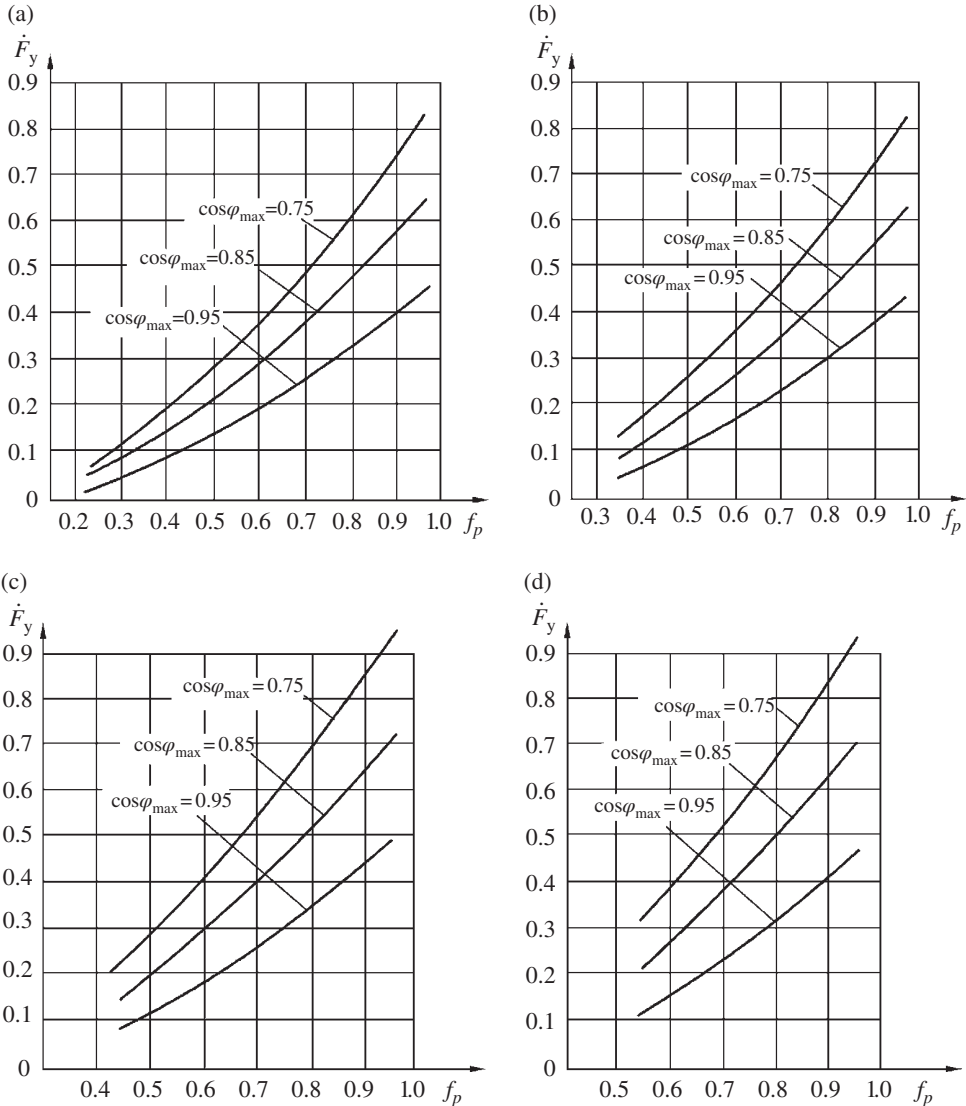 (a)
Ḟy
0.9
0.8
0.7
0.6
0.5
0.4
0.3
0.2
0.1
0
cosφmax=0.75
cosφmax=0.85
cosφmax=0.95
0.2 0.3 0.4 0.5 0.6 0.7 0.8 0.9 1.0 fp
(b)
Ḟy
0.9
0.8
0.7
0.6
0.5
0.4
0.3
0.2
0.1
0
cosφmax=0.75
cosφmax=0.85
cosφmax=0.95
0.3 0.4 0.5 0.6 0.7 0.8 0.9 1.0 fp
(c)
Ḟy
0.9
0.8
0.7
0.6
0.5
0.4
0.3
0.2
0.1
0
cosφmax=0.75
cosφmax=0.85
cosφmax=0.95
0.4 0.5 0.6 0.7 0.8 0.9 1.0 fp
(d)
Ḟy
0.9
0.8
0.7
0.6
0.5
0.4
0.3
0.2
0.1
0
cosφmax=0.75
cosφmax=0.85
cosφmax=0.95
0.5 0.6 0.7 0.8 0.9 1.0 fp